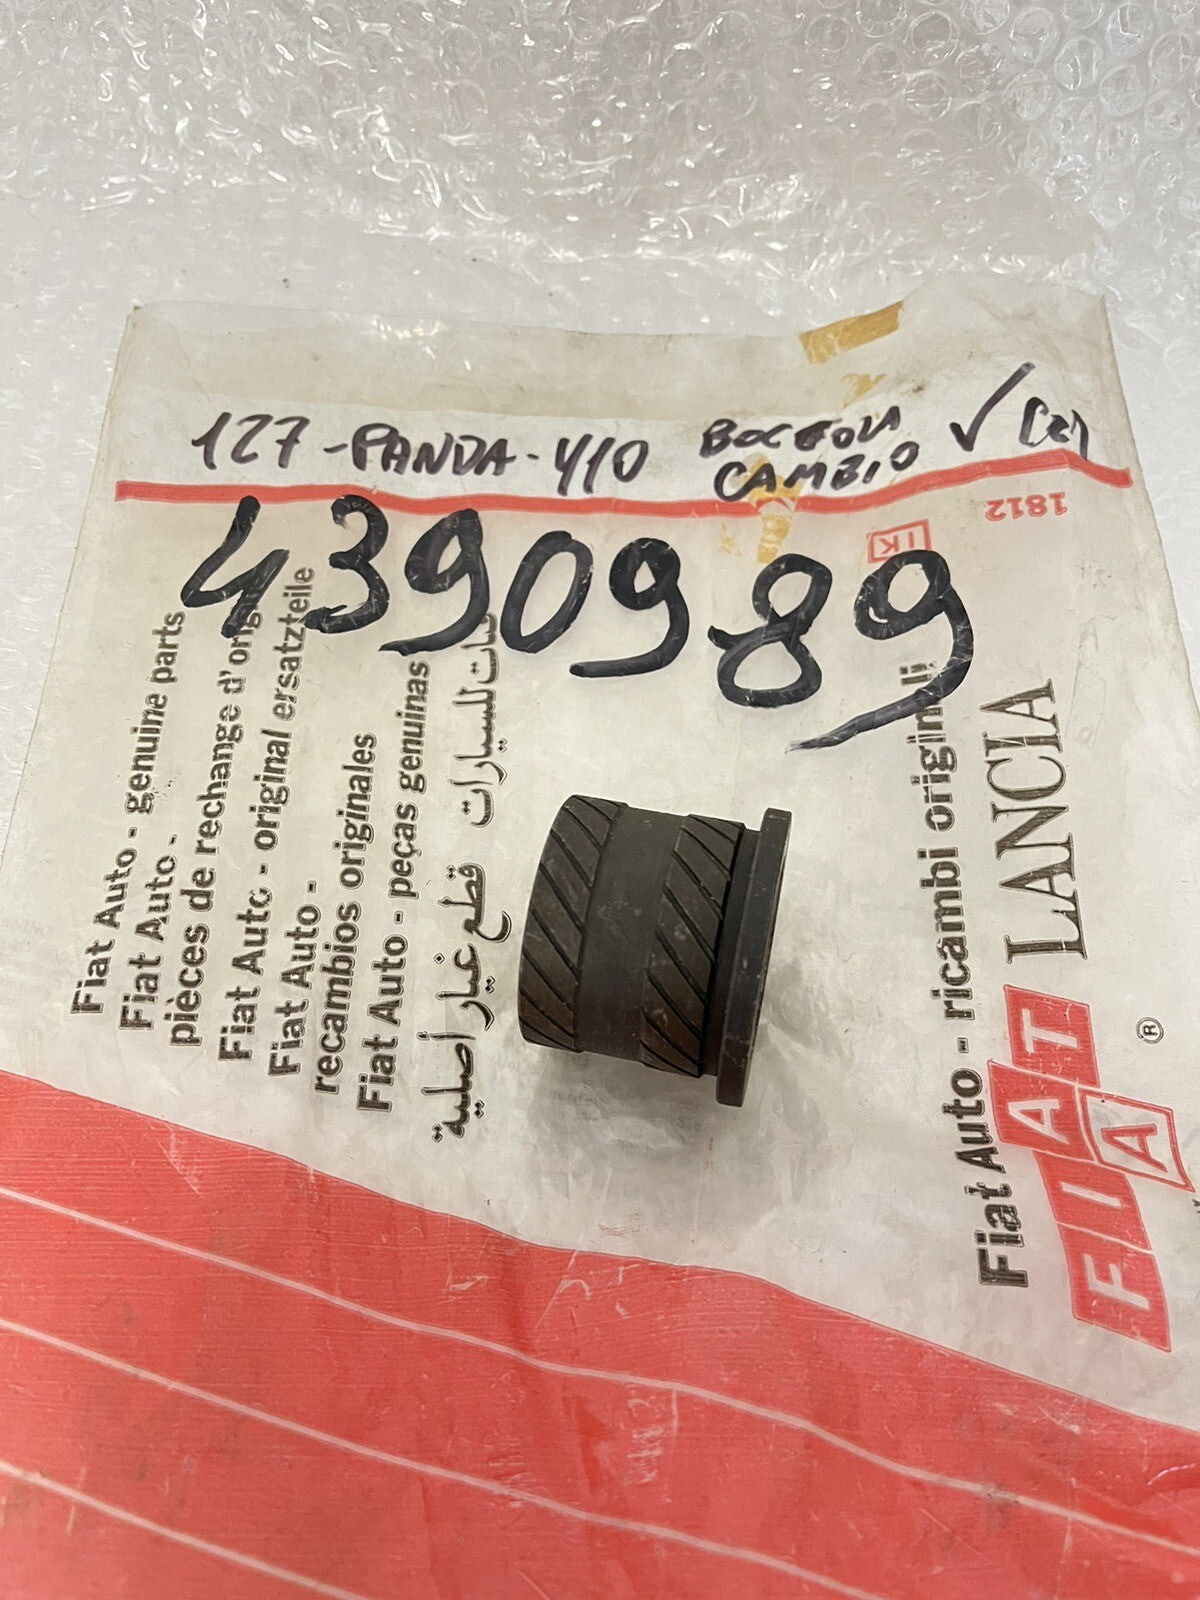 127-PANDA-Y10 BOCCOLA CAMBIO ✓ (2)
4390989
1812
Fiat Auto - genuine parts
Fiat Auto -
pièces de rechange d'origine
Fiat Auto - original ersatzteile
Fiat Auto -
recambios originales
Fiat Auto - peças genuinas
قطع غيار أصلية
للسيارات
Fiat Auto - ricambi originali
FIAT LANCIA
®